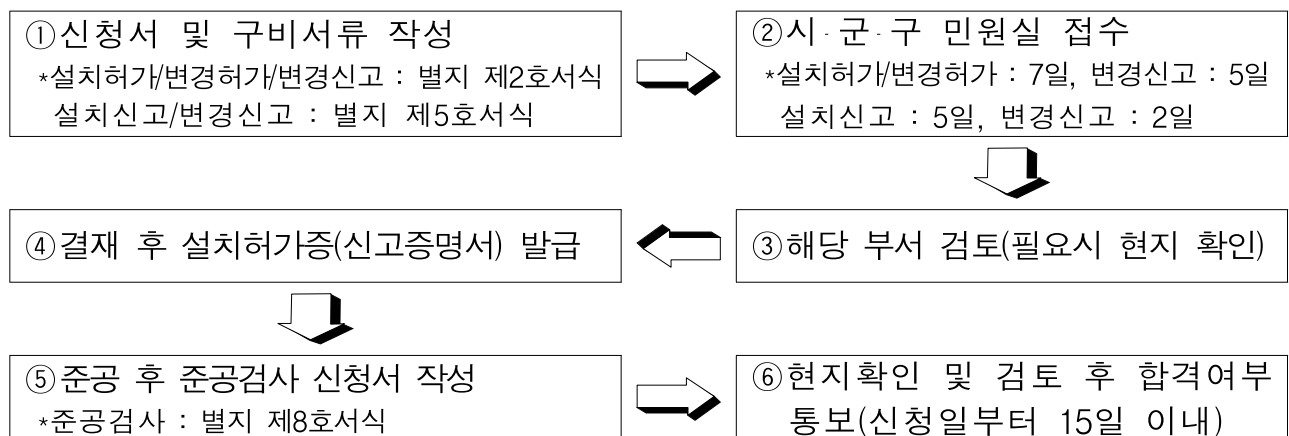 ①신청서 및 구비서류 작성
*설치허가/변경허가/변경신고 : 별지 제2호서식
설치신고/변경신고 : 별지 제5호서식
②시·군·구 민원실 접수
*설치허가/변경허가 : 7일, 변경신고 : 5일
설치신고 : 5일, 변경신고 : 2일
③해당 부서 검토(필요시 현지 확인)
④결재 후 설치허가증(신고증명서) 발급
⑤준공 후 준공검사 신청서 작성
*준공검사 : 별지 제8호서식
⑥현지확인 및 검토 후 합격여부
통보(신청일부터 15일 이내)